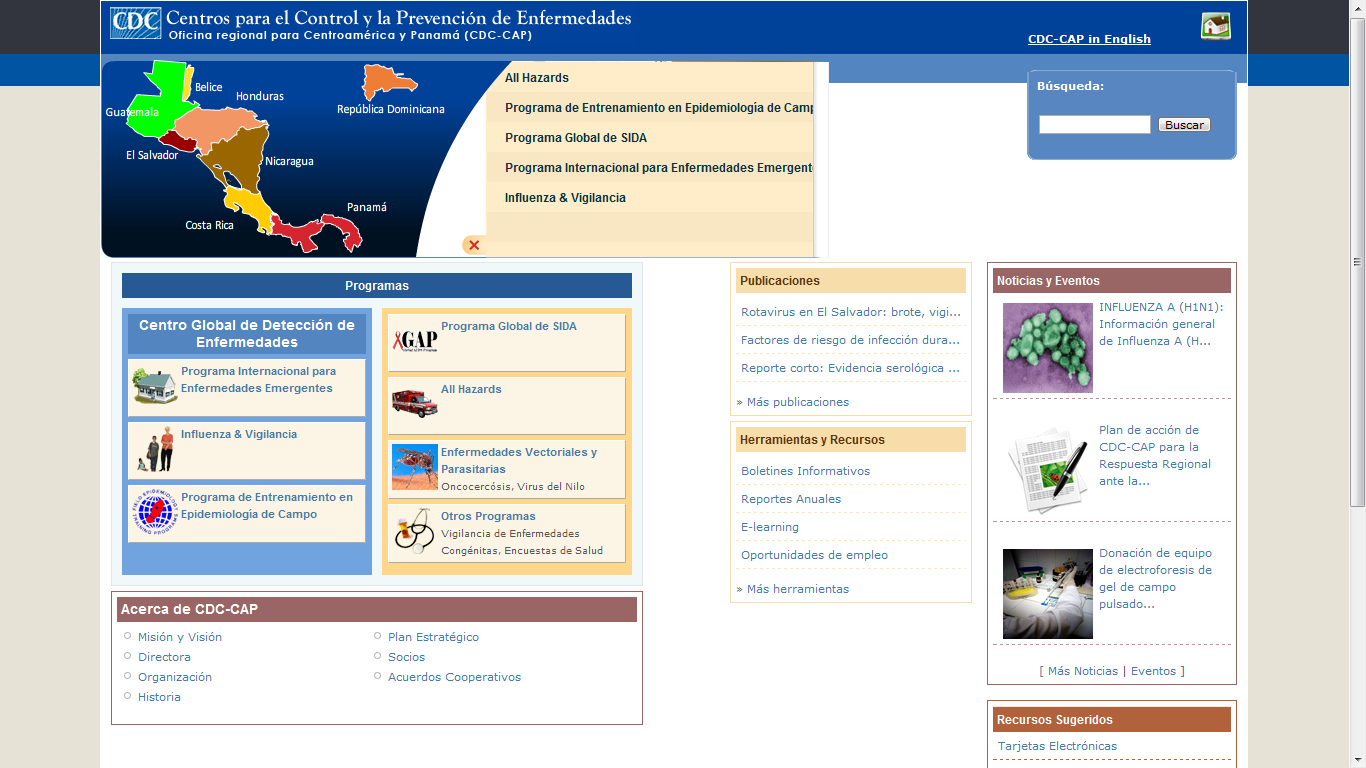 CDC Centros para el Control y la Prevención de Enfermedades
Oficina regional para Centroamérica y Panamá (CDC-CAP)
CDC-CAP in English
Belice
Honduras
Guatemala
República Dominicana
El Salvador
Nicaragua
Panamá
Costa Rica
All Hazards
Programa de Entrenamiento en Epidemiología de Camp
Programa Global de SIDA
Programa Internacional para Enfermedades Emergent
Influenza & Vigilancia
Búsqueda:
Buscar
Programas
Centro Global de Detección de
Enfermedades
Programa Internacional para
Enfermedades Emergentes
Influenza & Vigilancia
Programa de Entrenamiento en
Epidemiología de Campo
FIELD EPIDEMIOLOGY
TRAINING PROGRAMS
GAP
Programa Global de SIDA
All Hazards
Enfermedades Vectoriales y
Parasitarias
Oncocercósis, Virus del Nilo
Otros Programas
Vigilancia de Enfermedades
Congénitas, Encuestas de Salud
Acerca de CDC-CAP
Misión y Visión
Directora
Organización
Historia
Plan Estratégico
Socios
Acuerdos Cooperativos
Publicaciones
Rotavirus en El Salvador: brote, vigi...
Factores de riesgo de infección dura...
Reporte corto: Evidencia serológica ...
» Más publicaciones
Herramientas y Recursos
Boletines Informativos
Reportes Anuales
E-learning
Oportunidades de empleo
» Más herramientas
Noticias y Eventos
INFLUENZA A (H1N1):
Información general
de Influenza A (H...
Plan de acción de
CDC-CAP para la
Respuesta Regional
ante la...
Donación de equipo
de electroforesis de
gel de campo
pulsado...
[ Más Noticias | Eventos ]
Recursos Sugeridos
Tarjetas Electrónicas